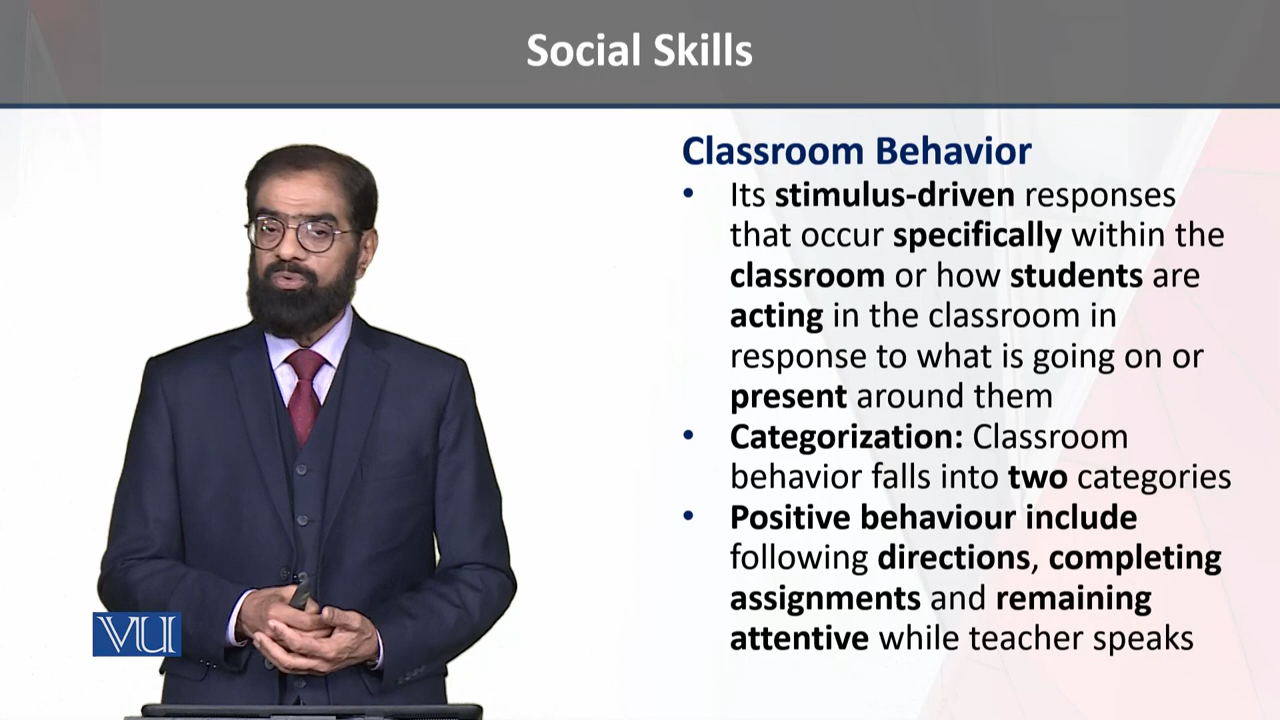 Social Skills
Classroom Behavior
• Its stimulus-driven responses
that occur specifically within the
classroom or how students are
acting in the classroom in
response to what is going on or
present around them
• Categorization: Classroom
behavior falls into two categories
• Positive behaviour include
following directions, completing
assignments and remaining
attentive while teacher speaks
VU